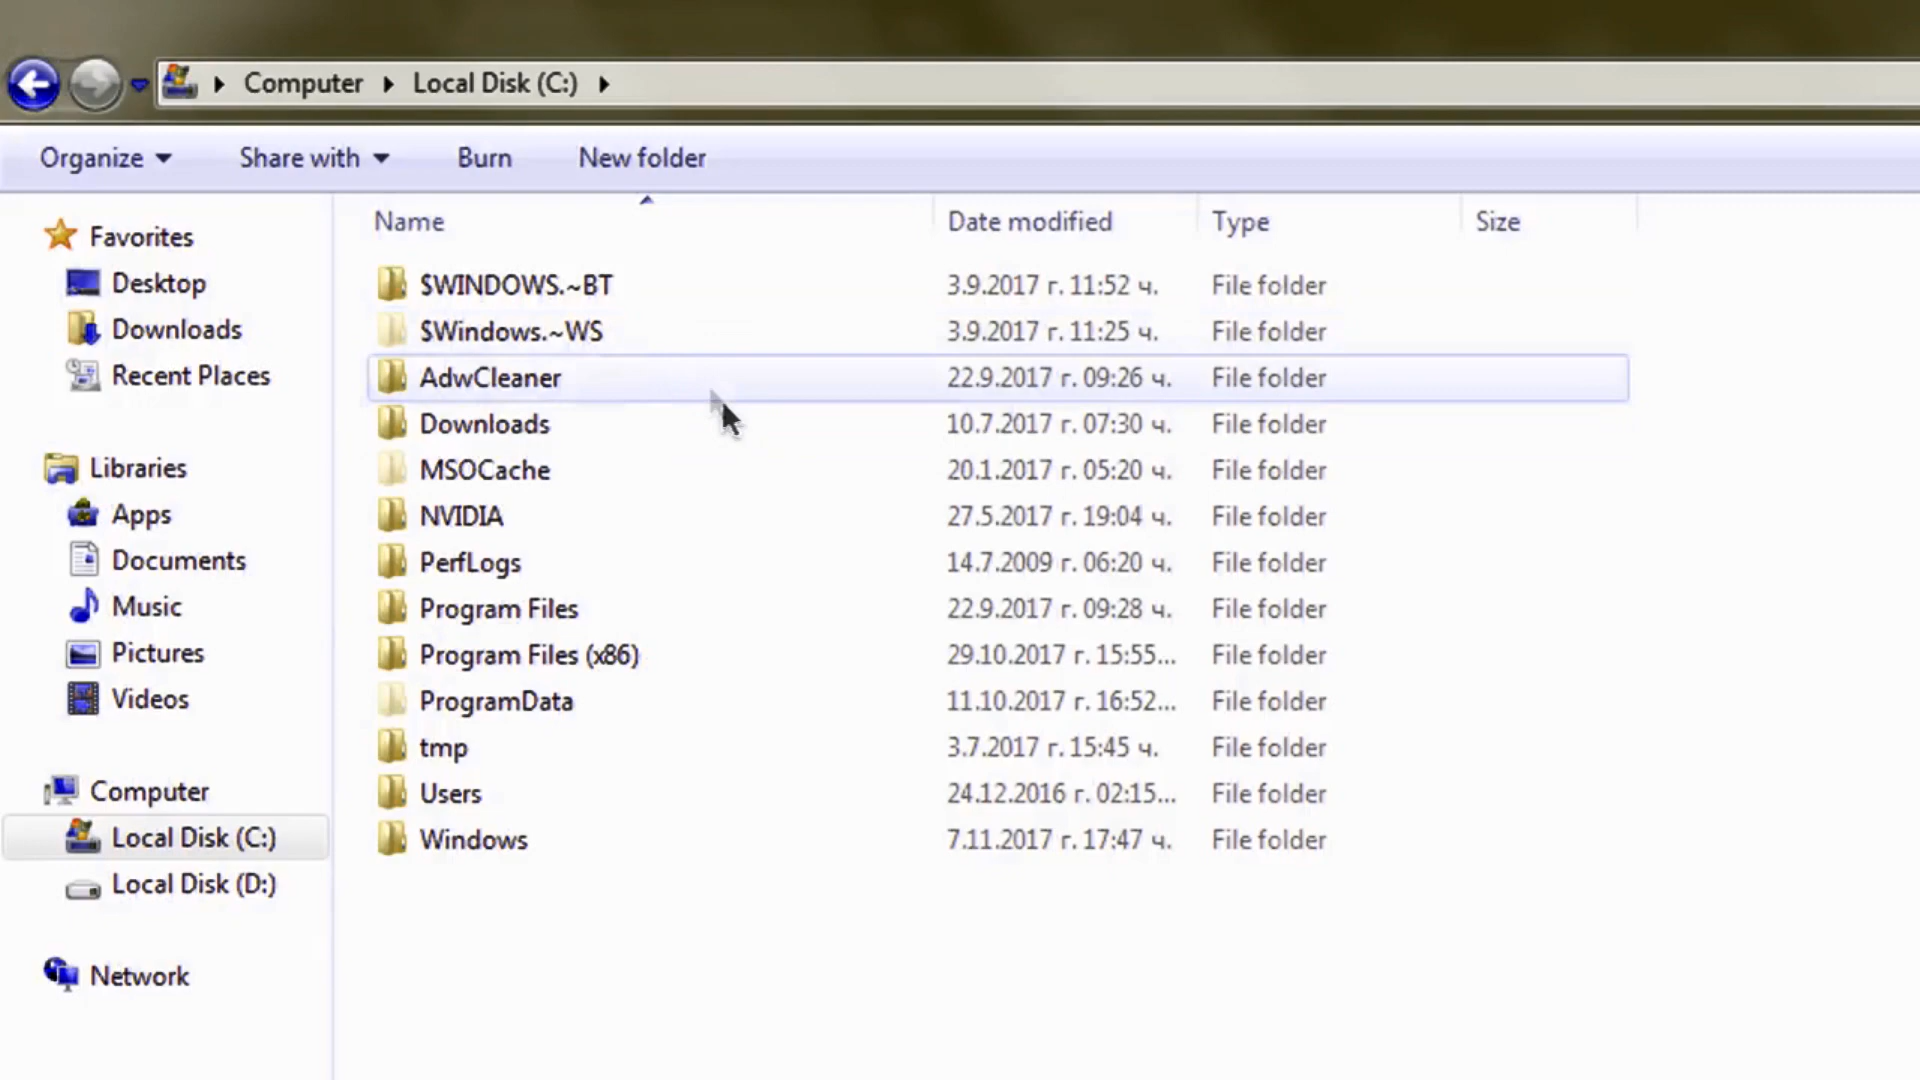 Computer Local Disk (C:)
Organize Share with Burn New folder
Name Date modified Type Size
Favorites
Desktop
Downloads
Recent Places
Libraries
Apps
Documents
Music
Pictures
Videos
Computer
Local Disk (C:)
Local Disk (D:)
Network
$WINDOWS.~BT 3.9.2017 г. 11:52 ч. File folder
$Windows.~WS 3.9.2017 г. 11:25 ч. File folder
AdwCleaner 22.9.2017 г. 09:26 ч. File folder
Downloads 10.7.2017 г. 07:30 ч. File folder
MSOCache 20.1.2017 г. 05:20 ч. File folder
NVIDIA 27.5.2017 г. 19:04 ч. File folder
PerfLogs 14.7.2009 г. 06:20 ч. File folder
Program Files 22.9.2017 г. 09:28 ч. File folder
Program Files (x86) 29.10.2017 г. 15:55... File folder
ProgramData 11.10.2017 г. 16:52... File folder
tmp 3.7.2017 г. 15:45 ч. File folder
Users 24.12.2016 г. 02:15... File folder
Windows 7.11.2017 г. 17:47 ч. File folder